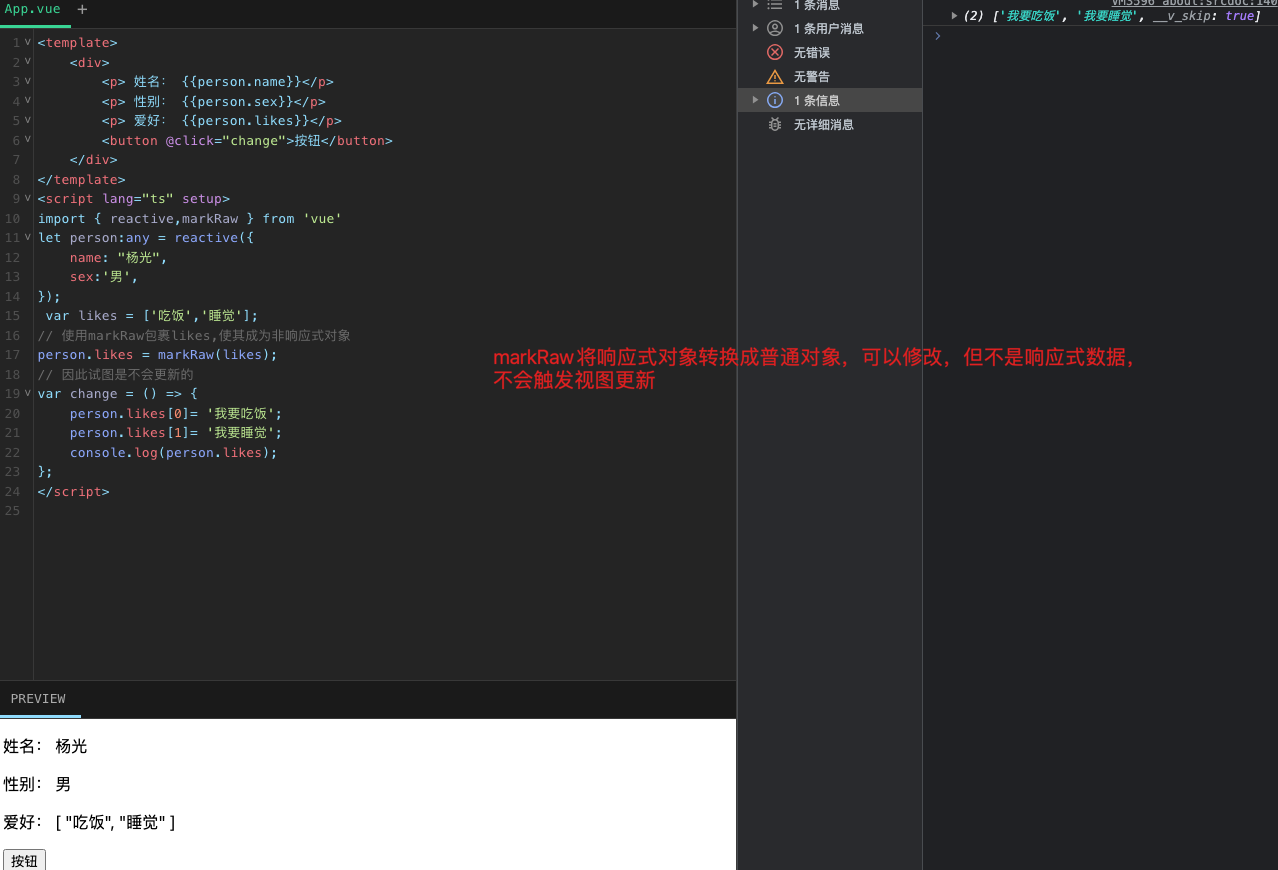 App.vue +
1 <template>
2 <div>
3 <p> 姓名: {{person.name}}</p>
4 <p> 性别: {{person.sex}}</p>
5 <p> 爱好: {{person.likes}}</p>
6 <button @click="change">按钮</button>
7 </div>
8 </template>
9 <script lang="ts" setup>
10 import { reactive,markRaw } from 'vue'
11 let person:any = reactive({
12 name: "杨光",
13 sex:'男',
14 });
15 var likes = ['吃饭','睡觉'];
16 // 使用markRaw包裹likes,使其成为非响应式对象
17 person.likes = markRaw(likes);
18 // 因此试图是不会更新的
19 var change = () => {
20 person.likes[0]= '我要吃饭';
21 person.likes[1]= '我要睡觉';
22 console.log(person.likes);
23 };
24 </script>
25
markRaw将响应式对象转换成普通对象，可以修改，但不是响应式数据，
不会触发视图更新
PREVIEW
姓名： 杨光
性别： 男
爱好： [ "吃饭", "睡觉" ]
按钮
1 条消息
1 条用户消息
无错误
无警告
1 条信息
无详细消息
VM3596 about:srcdoc:140
(2) ['我要吃饭', '我要睡觉', __v_skip: true]